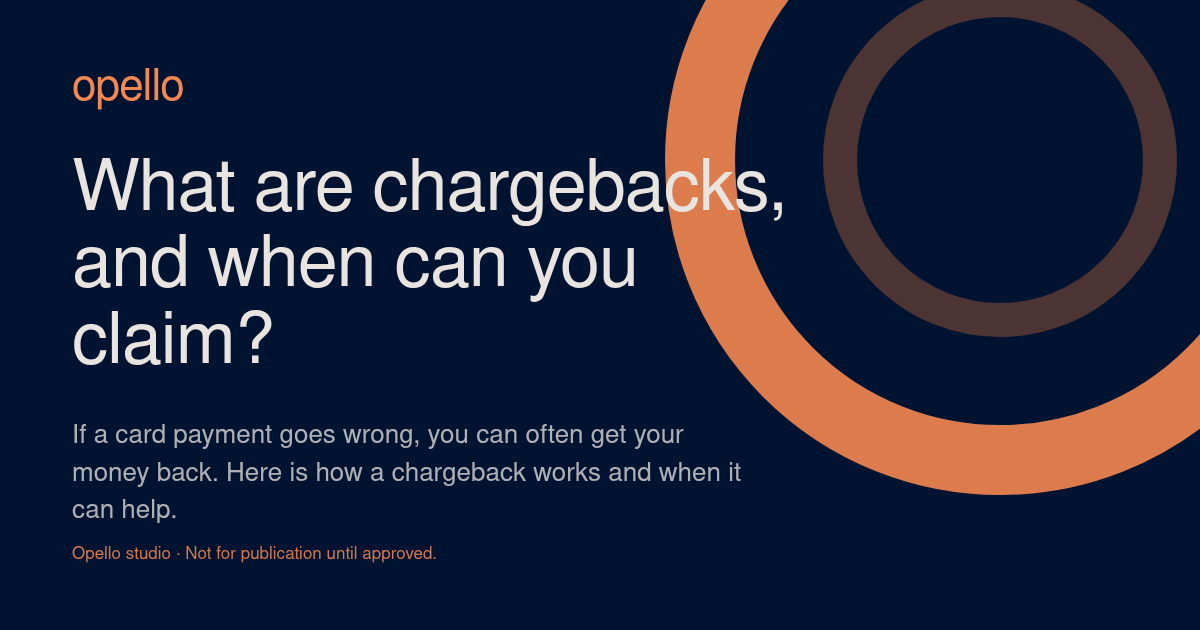 opello
What are chargebacks,
and when can you
claim?
If a card payment goes wrong, you can often get your
money back. Here is how a chargeback works and when it
can help.
Opello studio · Not for publication until approved.